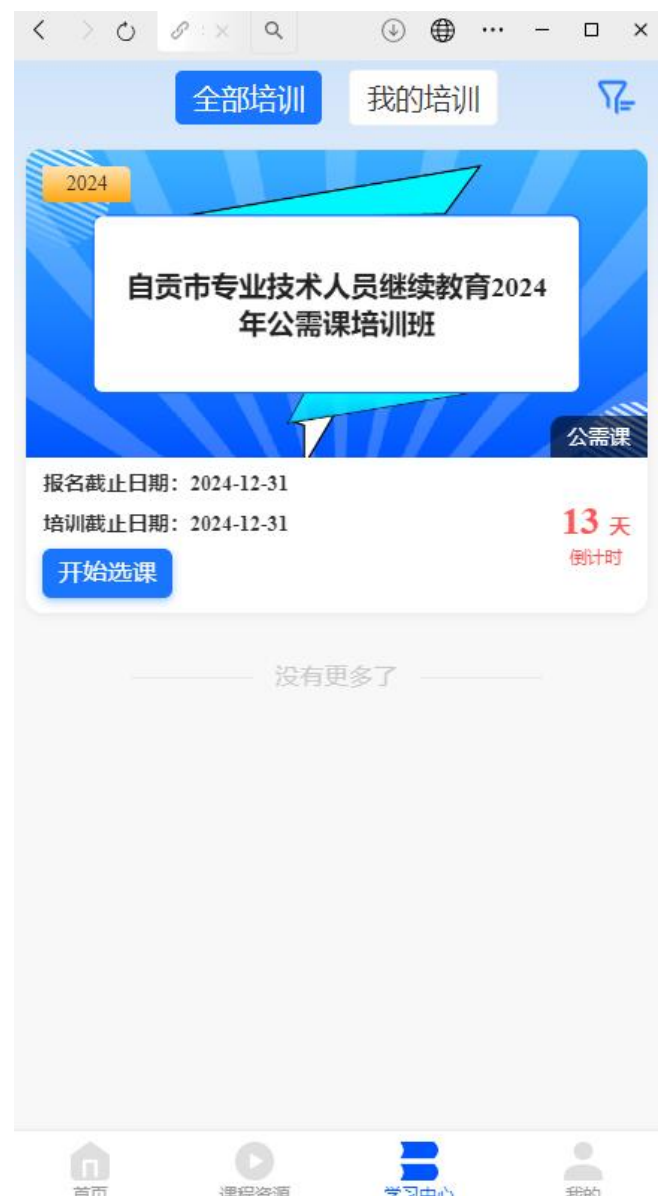 全部培训 我的培训
2024
自贡市专业技术人员继续教育2024
年公需课培训班
公需课
报名截止日期：2024-12-31
培训截止日期：2024-12-31
13 天
倒计时
开始选课
没有更多了
首页 课程资源 学习中心 我的